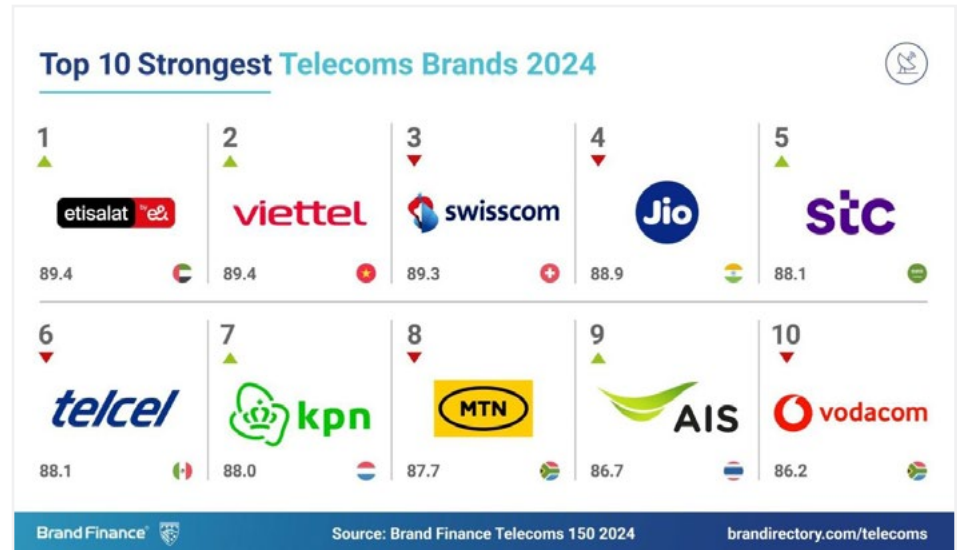 Top 10 Strongest Telecoms Brands 2024
1
etisalat by e&
89.4
2
viettel
89.4
3
swisscom
89.3
4
Jio
88.9
5
stc
88.1
6
telcel
88.1
7
kpn
88.0
8
MTN
87.7
9
AIS
86.7
10
vodacom
86.2
Brand Finance®
Source: Brand Finance Telecoms 150 2024
brandirectory.com/telecoms